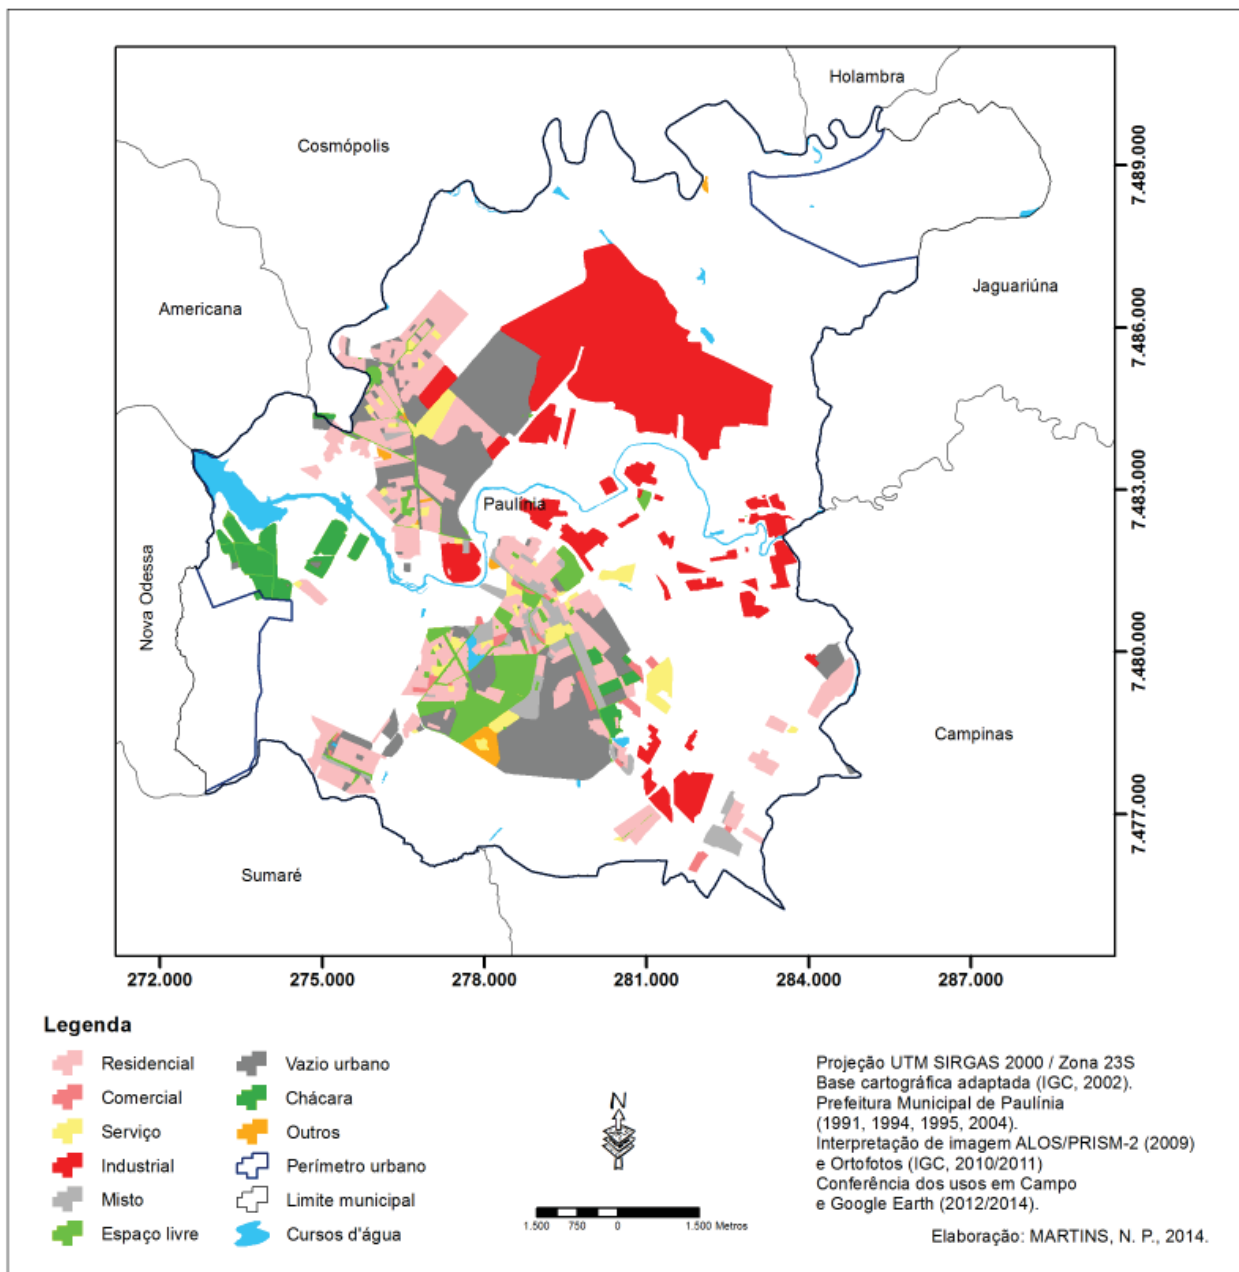 Holambra
Cosmópolis
7.489.000
Jaguariúna
Americana
7.486.000
Paulínia
7.483.000
Nova Odessa
7.480.000
Campinas
7.477.000
Sumaré
272.000 275.000 278.000 281.000 284.000 287.000
Legenda
Residencial
Comercial
Serviço
Industrial
Misto
Espaço livre
Vazio urbano
Chácara
Outros
Perímetro urbano
Limite municipal
Cursos d'água
N
1.500 750 0 1.500 Metros
Projeção UTM SIRGAS 2000 / Zona 23S
Base cartográfica adaptada (IGC, 2002).
Prefeitura Municipal de Paulínia
(1991, 1994, 1995, 2004).
Interpretação de imagem ALOS/PRISM-2 (2009)
e Ortofotos (IGC, 2010/2011)
Conferência dos usos em Campo
e Google Earth (2012/2014).
Elaboração: MARTINS, N. P., 2014.